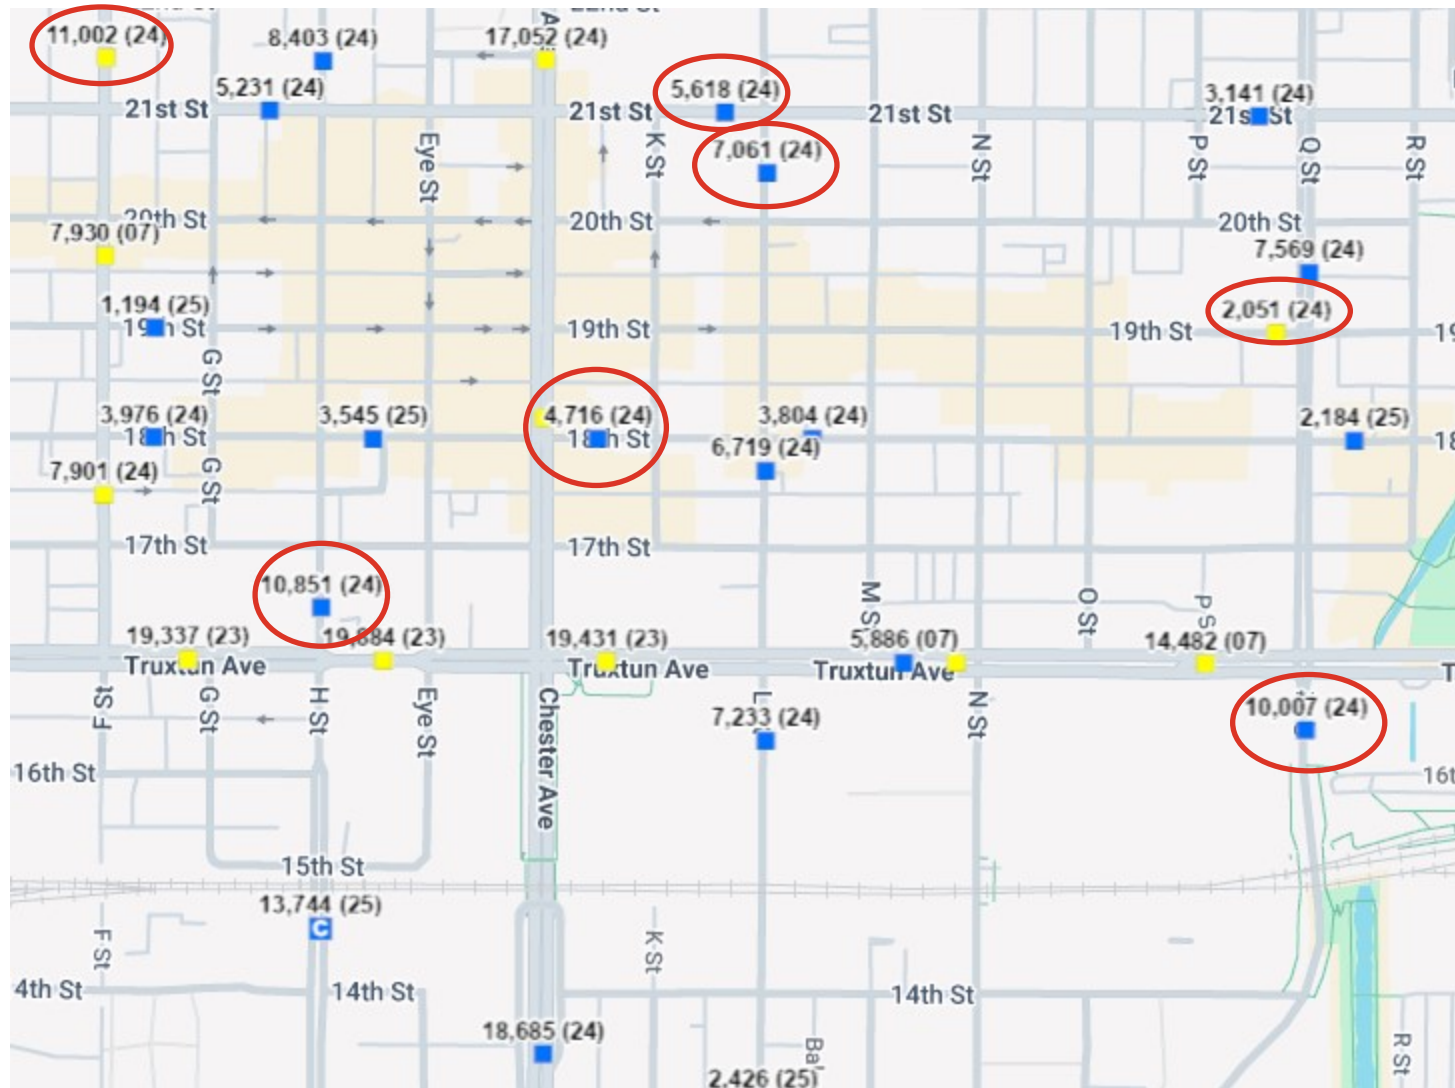 22nd St
11,002 (24)
8,403 (24)
17,052 (24)
5,231 (24)
5,618 (24)
3,141 (24)
21st St
21st St
21st St
21st St
7,061 (24)
Eye St
K St
N St
P St
Q St
R St
20th St
20th St
20th St
7,930 (07)
7,569 (24)
1,194 (25)
2,051 (24)
19th St
19th St
19th St
19
G St
3,976 (24)
3,545 (25)
4,716 (24)
3,804 (24)
2,184 (25)
18th St
18th St
18
6,719 (24)
7,901 (24)
G St
17th St
17th St
10,851 (24)
M S
O St
P S
19,337 (23)
19,884 (23)
19,431 (23)
5,886 (07)
14,482 (07)
Truxtun Ave
Truxtun Ave
Truxtun Ave
T
F St
G St
H St
Eye St
Chester Ave
L
N St
7,233 (24)
10,007 (24)
16th St
16t
15th St
13,744 (25)
C
F St
K St
4th St
14th St
14th St
18,685 (24)
Bal
R St
2,426 (25)